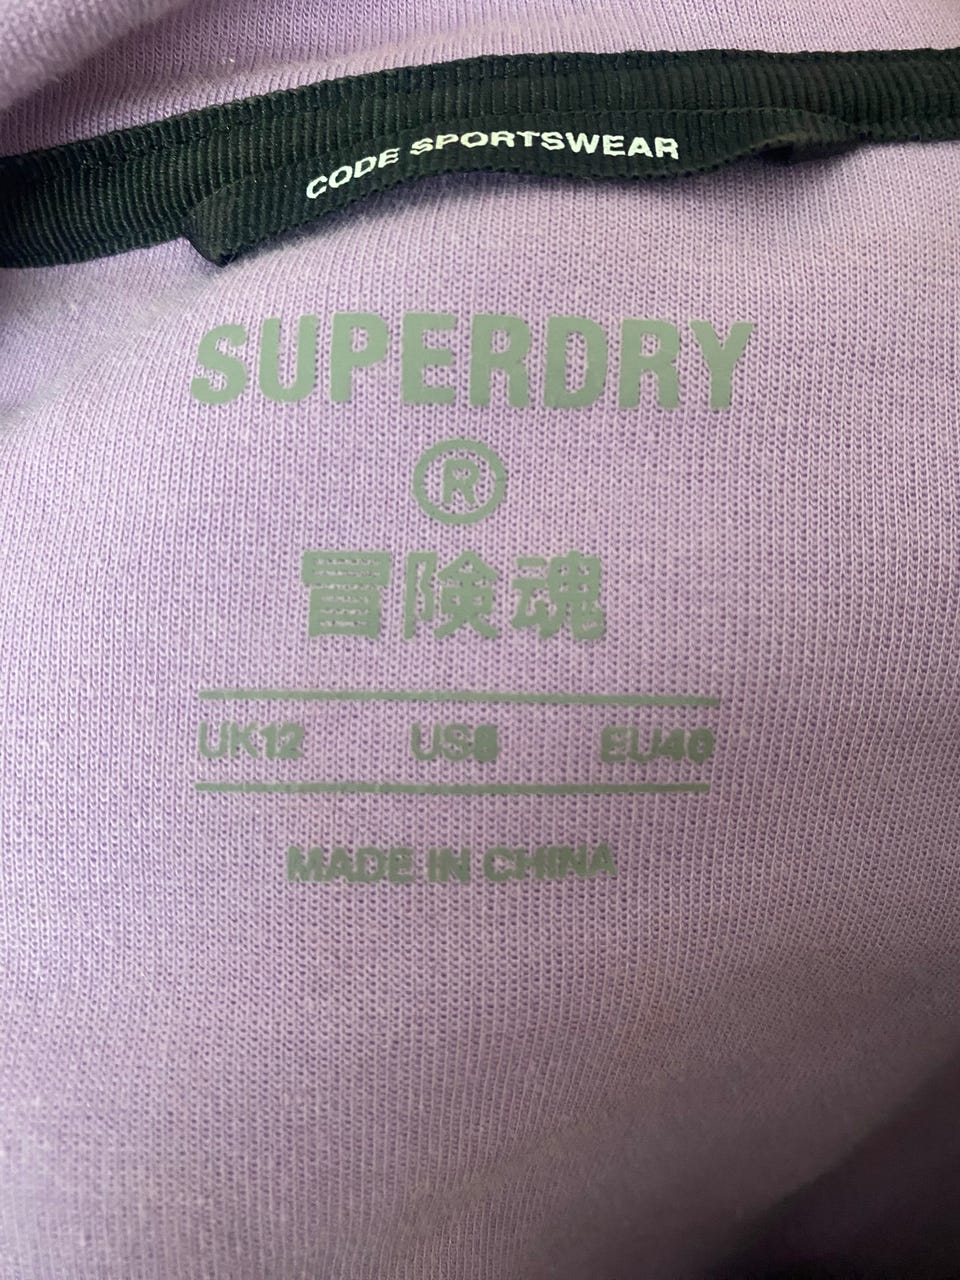 CODE SPORTSWEAR
SUPERDRY
®
冒険魂
UK12 US8 EU40
MADE IN CHINA